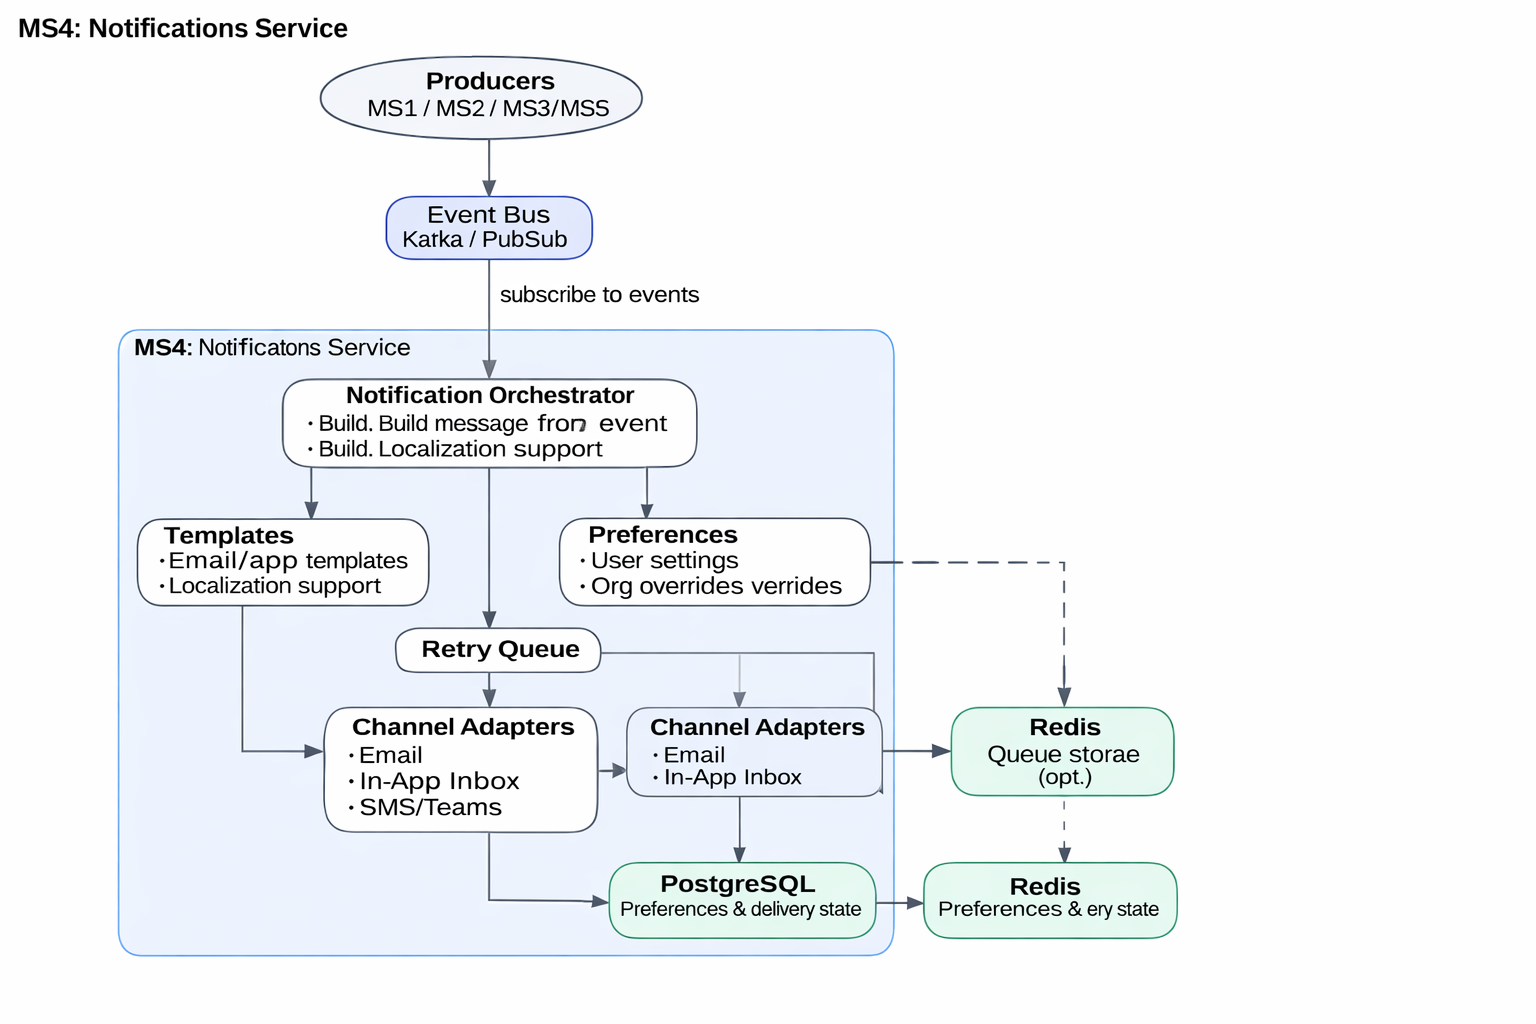 MS4: Notifications Service
Producers
MS1 / MS2 / MS3/MSS
Event Bus
Karka / PubSub
subscribe to events
MS4: Notificatons Service
Notification Orchestrator
· Build. Build message fron event
· Build. Localization support
Templates
· Email/app templates
· Localization support
Preferences
· User settings
· Org overrides verrides
Retry Queue
Channel Adapters
· Email
· In-App Inbox
· SMS/Teams
Channel Adapters
· Email
· In-App Inbox
Redis
Queue storae
(opt.)
PostgreSQL
Preferences & delivery state
Redis
Preferences & ery state